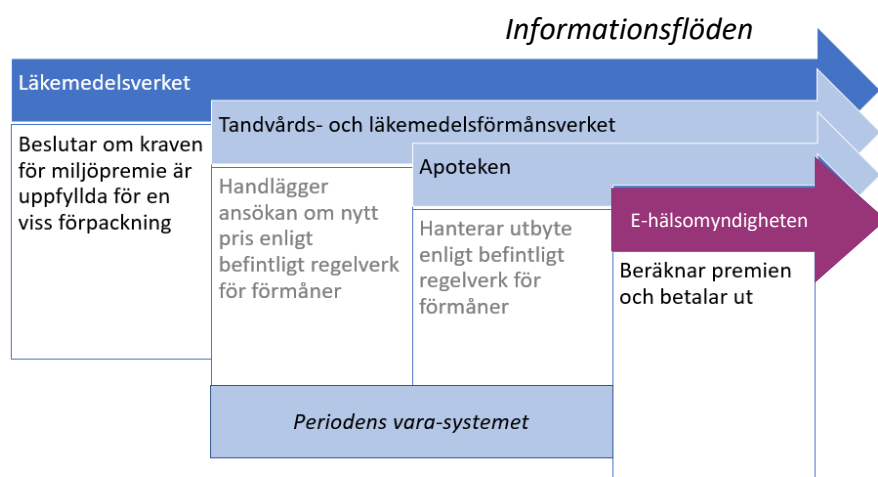 Informationsflöden
Läkemedelsverket
Beslutar om kraven
för miljöpremie är
uppfyllda för en
viss förpackning
Tandvårds- och läkemedelsförmånsverket
Handlägger
ansökan om nytt
pris enligt
befintligt regelverk
för förmåner
Apoteken
Hanterar utbyte
enligt befintligt
regelverk för
förmåner
E-hälsomyndigheten
Beräknar premien
och betalar ut
Periodens vara-systemet